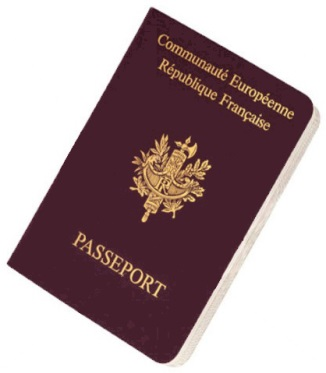 Communauté Européenne
République Française
PASSEPORT